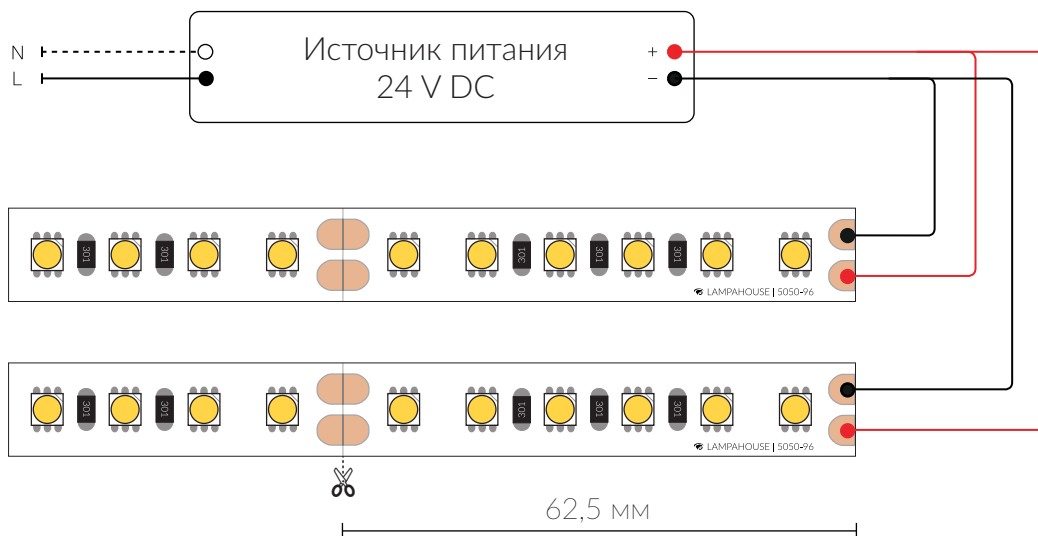 N
L
Источник питания
24 V DC
+
−
301 301 301 301 301
LAMPAHOUSE | 5050-96
301 301 301 301 301
LAMPAHOUSE | 5050-96
62,5 мм